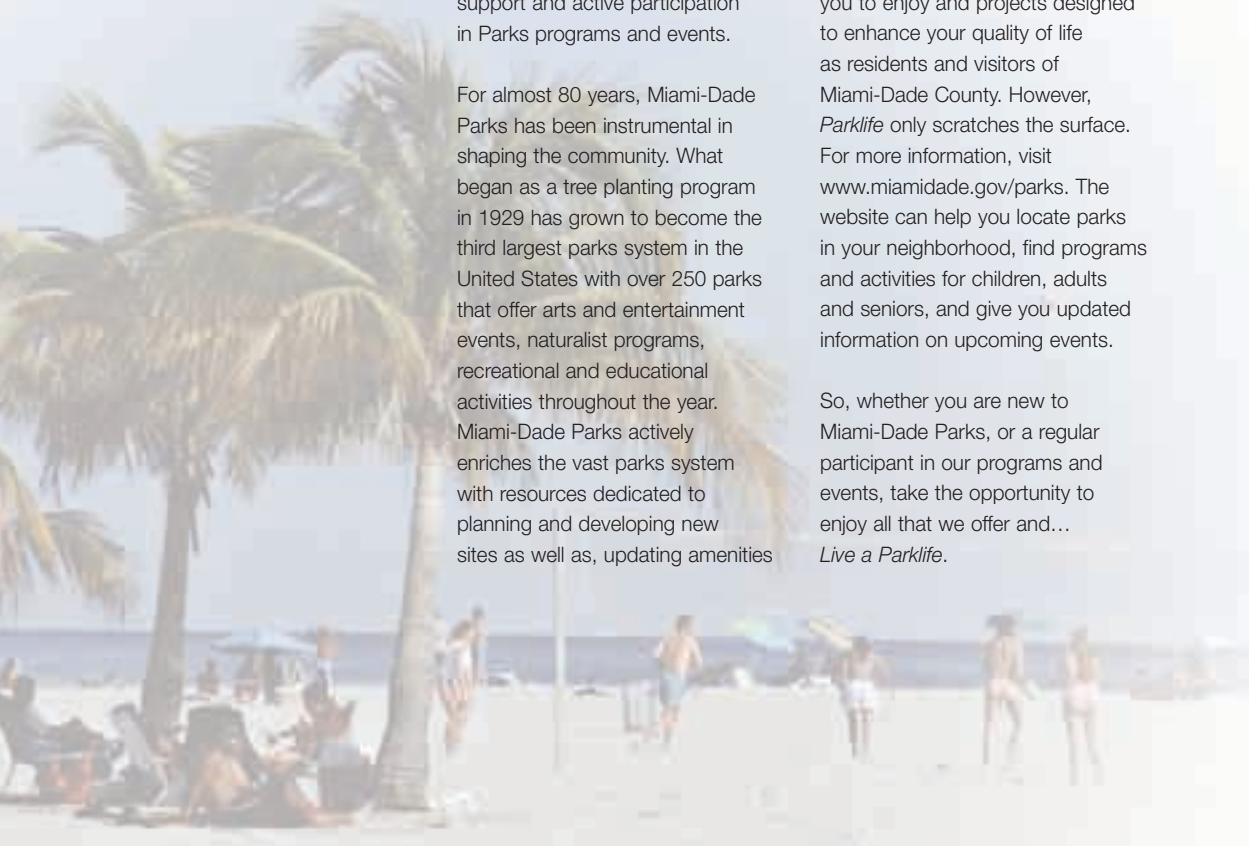 support and active participation
in Parks programs and events.
For almost 80 years, Miami-Dade
Parks has been instrumental in
shaping the community. What
began as a tree planting program
in 1929 has grown to become the
third largest parks system in the
United States with over 250 parks
that offer arts and entertainment
events, naturalist programs,
recreational and educational
activities throughout the year.
Miami-Dade Parks actively
enriches the vast parks system
with resources dedicated to
planning and developing new
sites as well as, updating amenities
you to enjoy and projects designed
to enhance your quality of life
as residents and visitors of
Miami-Dade County. However,
Parklife only scratches the surface.
For more information, visit
www.miamidade.gov/parks. The
website can help you locate parks
in your neighborhood, find programs
and activities for children, adults
and seniors, and give you updated
information on upcoming events.
So, whether you are new to
Miami-Dade Parks, or a regular
participant in our programs and
events, take the opportunity to
enjoy all that we offer and…
Live a Parklife.